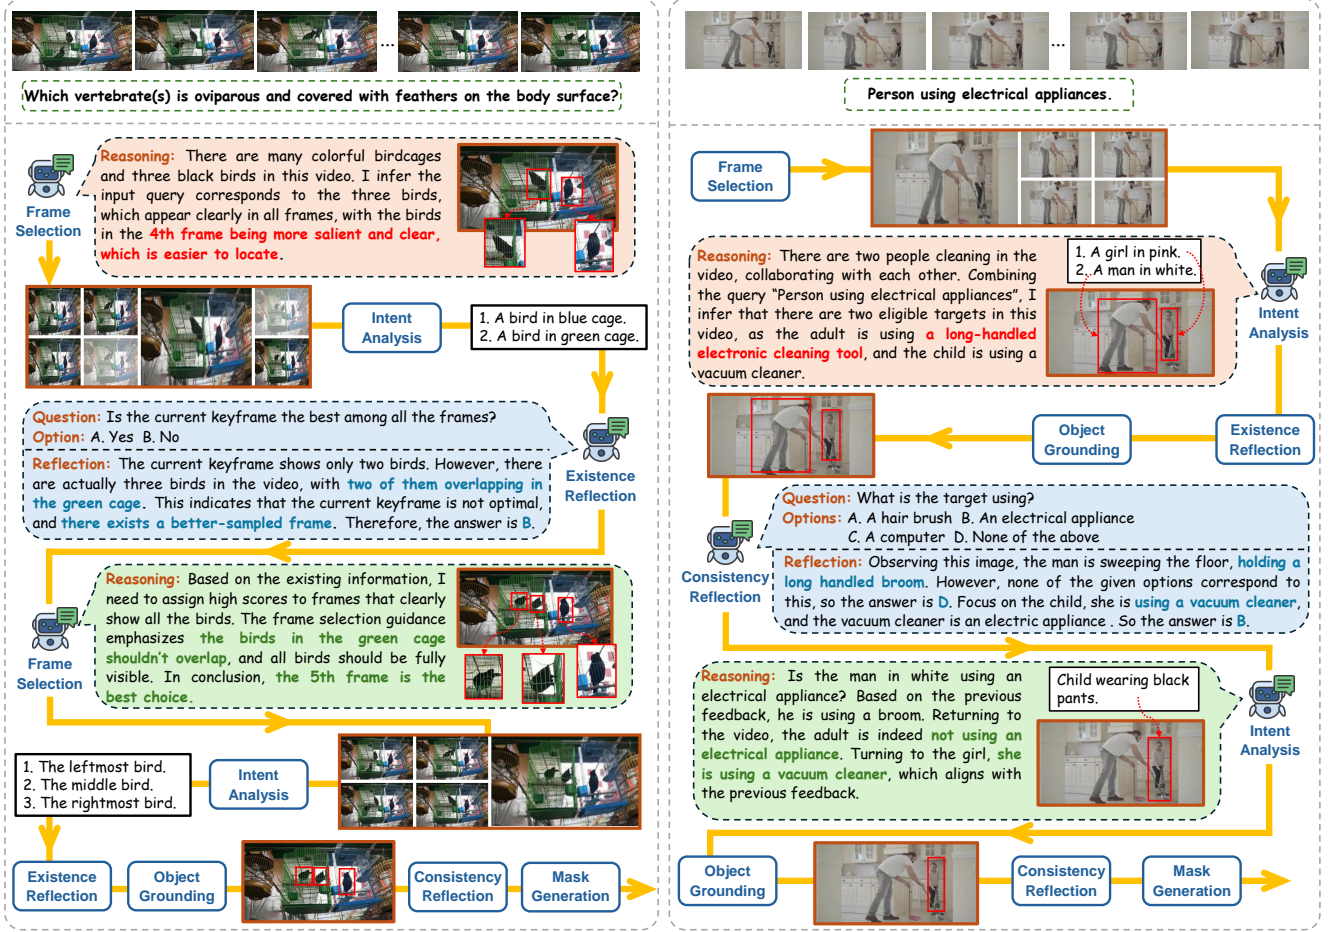 ...
Which vertebrate(s) is oviparous and covered with feathers on the body surface?
Frame
Selection
Reasoning: There are many colorful birdcages
and three black birds in this video. I infer the
input query corresponds to the three birds,
which appear clearly in all frames, with the birds
in the 4th frame being more salient and clear,
which is easier to locate.
Intent
Analysis
1. A bird in blue cage.
2. A bird in green cage.
Question: Is the current keyframe the best among all the frames?
Option: A. Yes B. No
Reflection: The current keyframe shows only two birds. However, there
are actually three birds in the video, with two of them overlapping in
the green cage. This indicates that the current keyframe is not optimal,
and there exists a better-sampled frame. Therefore, the answer is B.
Existence
Reflection
Frame
Selection
Reasoning: Based on the existing information, I
need to assign high scores to frames that clearly
show all the birds. The frame selection guidance
emphasizes the birds in the green cage
shouldn't overlap, and all birds should be fully
visible. In conclusion, the 5th frame is the
best choice.
1. The leftmost bird.
2. The middle bird.
3. The rightmost bird.
Intent
Analysis
Existence
Reflection
Object
Grounding
Consistency
Reflection
Mask
Generation
...
Person using electrical appliances.
Frame
Selection
Reasoning: There are two people cleaning in the
video, collaborating with each other. Combining
the query “Person using electrical appliances”, I
infer that there are two eligible targets in this
video, as the adult is using a long-handled
electronic cleaning tool, and the child is using a
vacuum cleaner.
1. A girl in pink.
2. A man in white.
Intent
Analysis
Object
Grounding
Existence
Reflection
Question: What is the target using?
Options: A. A hair brush B. An electrical appliance
C. A computer D. None of the above
Reflection: Observing this image, the man is sweeping the floor, holding a
long handled broom. However, none of the given options correspond to
this, so the answer is D. Focus on the child, she is using a vacuum cleaner,
and the vacuum cleaner is an electric appliance . So the answer is B.
Consistency
Reflection
Reasoning: Is the man in white using an
electrical appliance? Based on the previous
feedback, he is using a broom. Returning to
the video, the adult is indeed not using an
electrical appliance. Turning to the girl, she
is using a vacuum cleaner, which aligns with
the previous feedback.
Child wearing black
pants.
Intent
Analysis
Object
Grounding
Consistency
Reflection
Mask
Generation